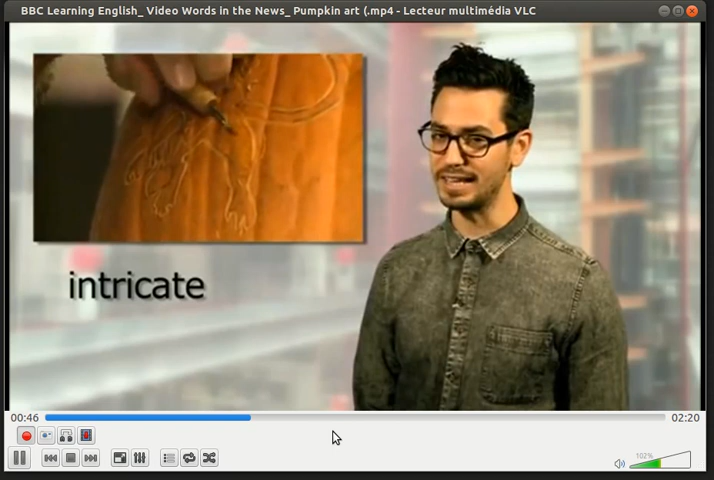 BBC Learning English_ Video Words in the News_ Pumpkin art (.mp4 - Lecteur multimédia VLC
intricate
00:46
02:20
102%